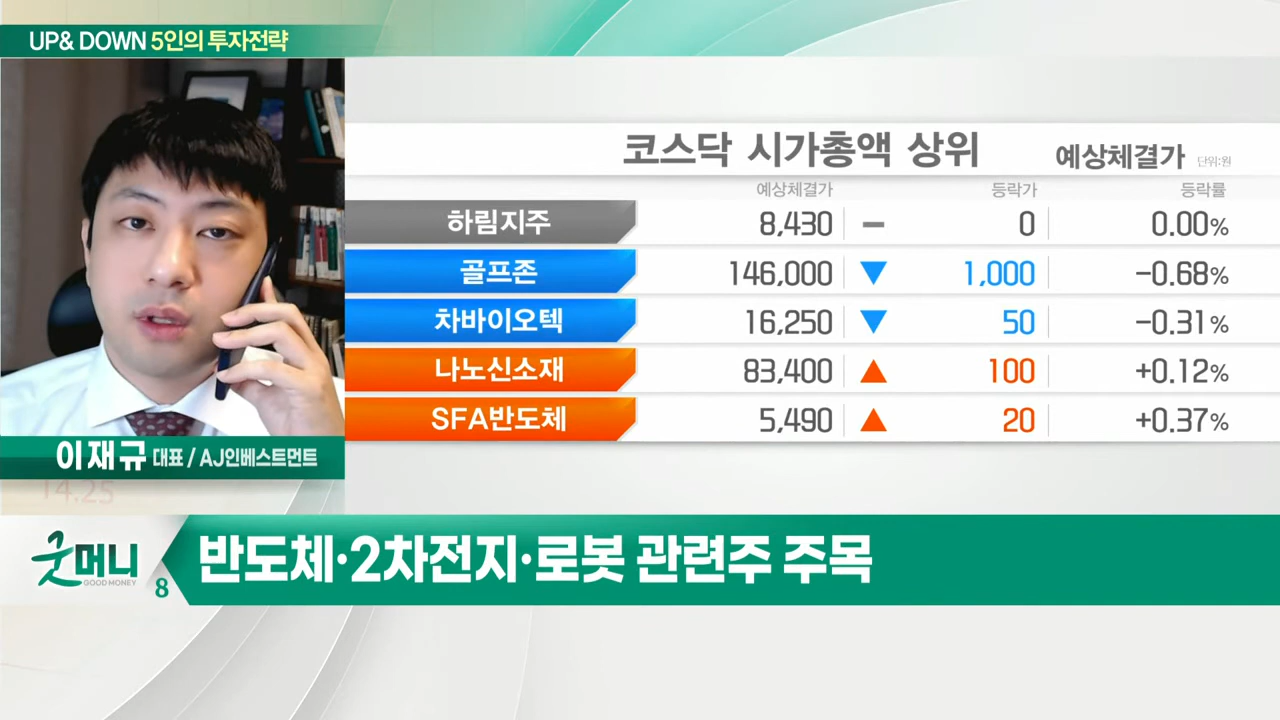 UP& DOWN 5인의 투자전략
코스닥 시가총액 상위 예상체결가 단위:원
예상체결가 등락가 등락률
하림지주 8,430 0 0.00%
골프존 146,000 ▼ 1,000 -0.68%
차바이오텍 16,250 ▼ 50 -0.31%
나노신소재 83,400 ▲ 100 +0.12%
SFA반도체 5,490 ▲ 20 +0.37%
이재규 대표 / AJ인베스트먼트
14.25
굿머니
GOOD MONEY
8
반도체·2차전지·로봇 관련주 주목